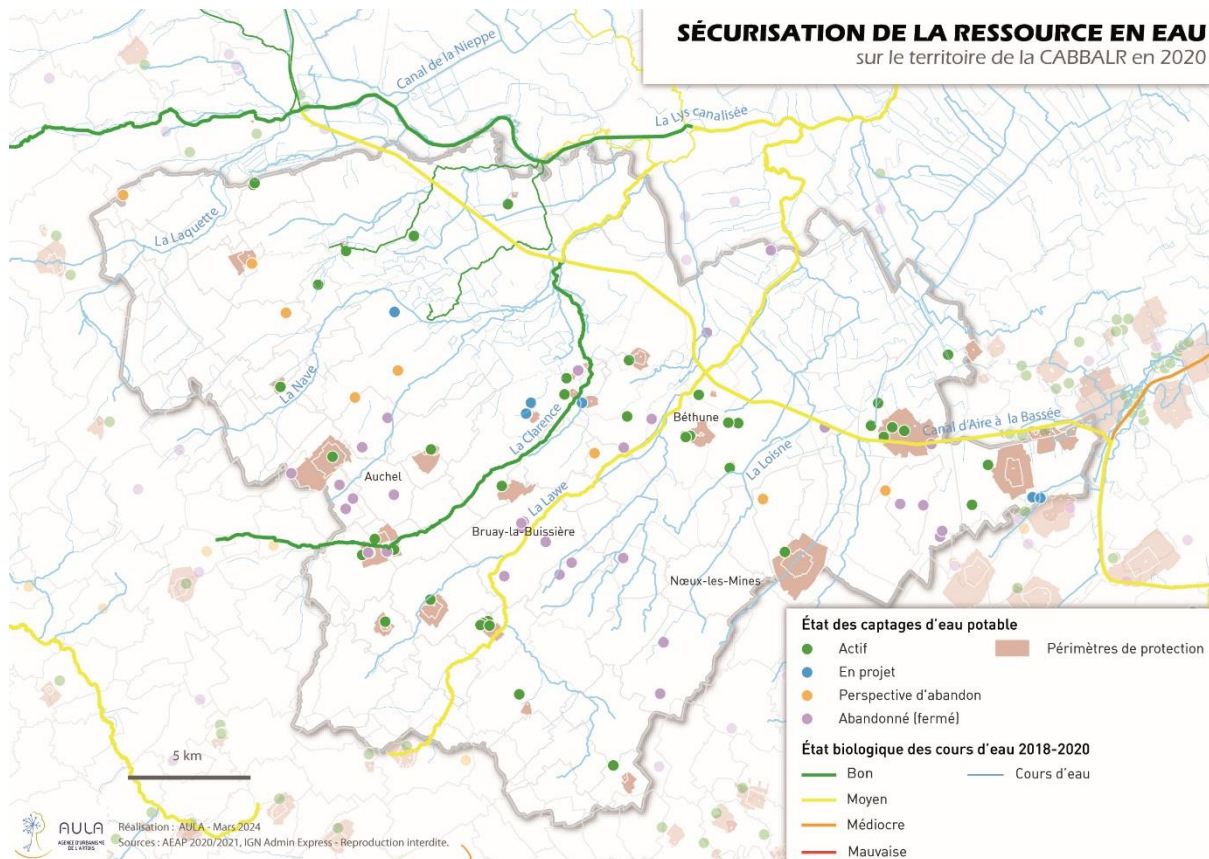 SÉCURISATION DE LA RESSOURCE EN EAU
sur le territoire de la CABBALR en 2020
Canal de la Nieppe
La Lys canalisée
La Laquette
La Nave
La Clarence
Béthune
Canal d'Aire à la Bassée
La Loisne
Auchel
La Lawe
Bruay-la-Buissière
Nœux-les-Mines
État des captages d'eau potable
Actif
Périmètres de protection
En projet
Perspective d'abandon
Abandonné (fermé)
État biologique des cours d'eau 2018-2020
Bon
Cours d'eau
Moyen
Médiocre
Mauvaise
5 km
AULA
AGENCE D'URBANISME
DE L'ARTOIS
Réalisation : AULA - Mars 2024
Sources : AEAP 2020/2021, IGN Admin Express - Reproduction interdite.